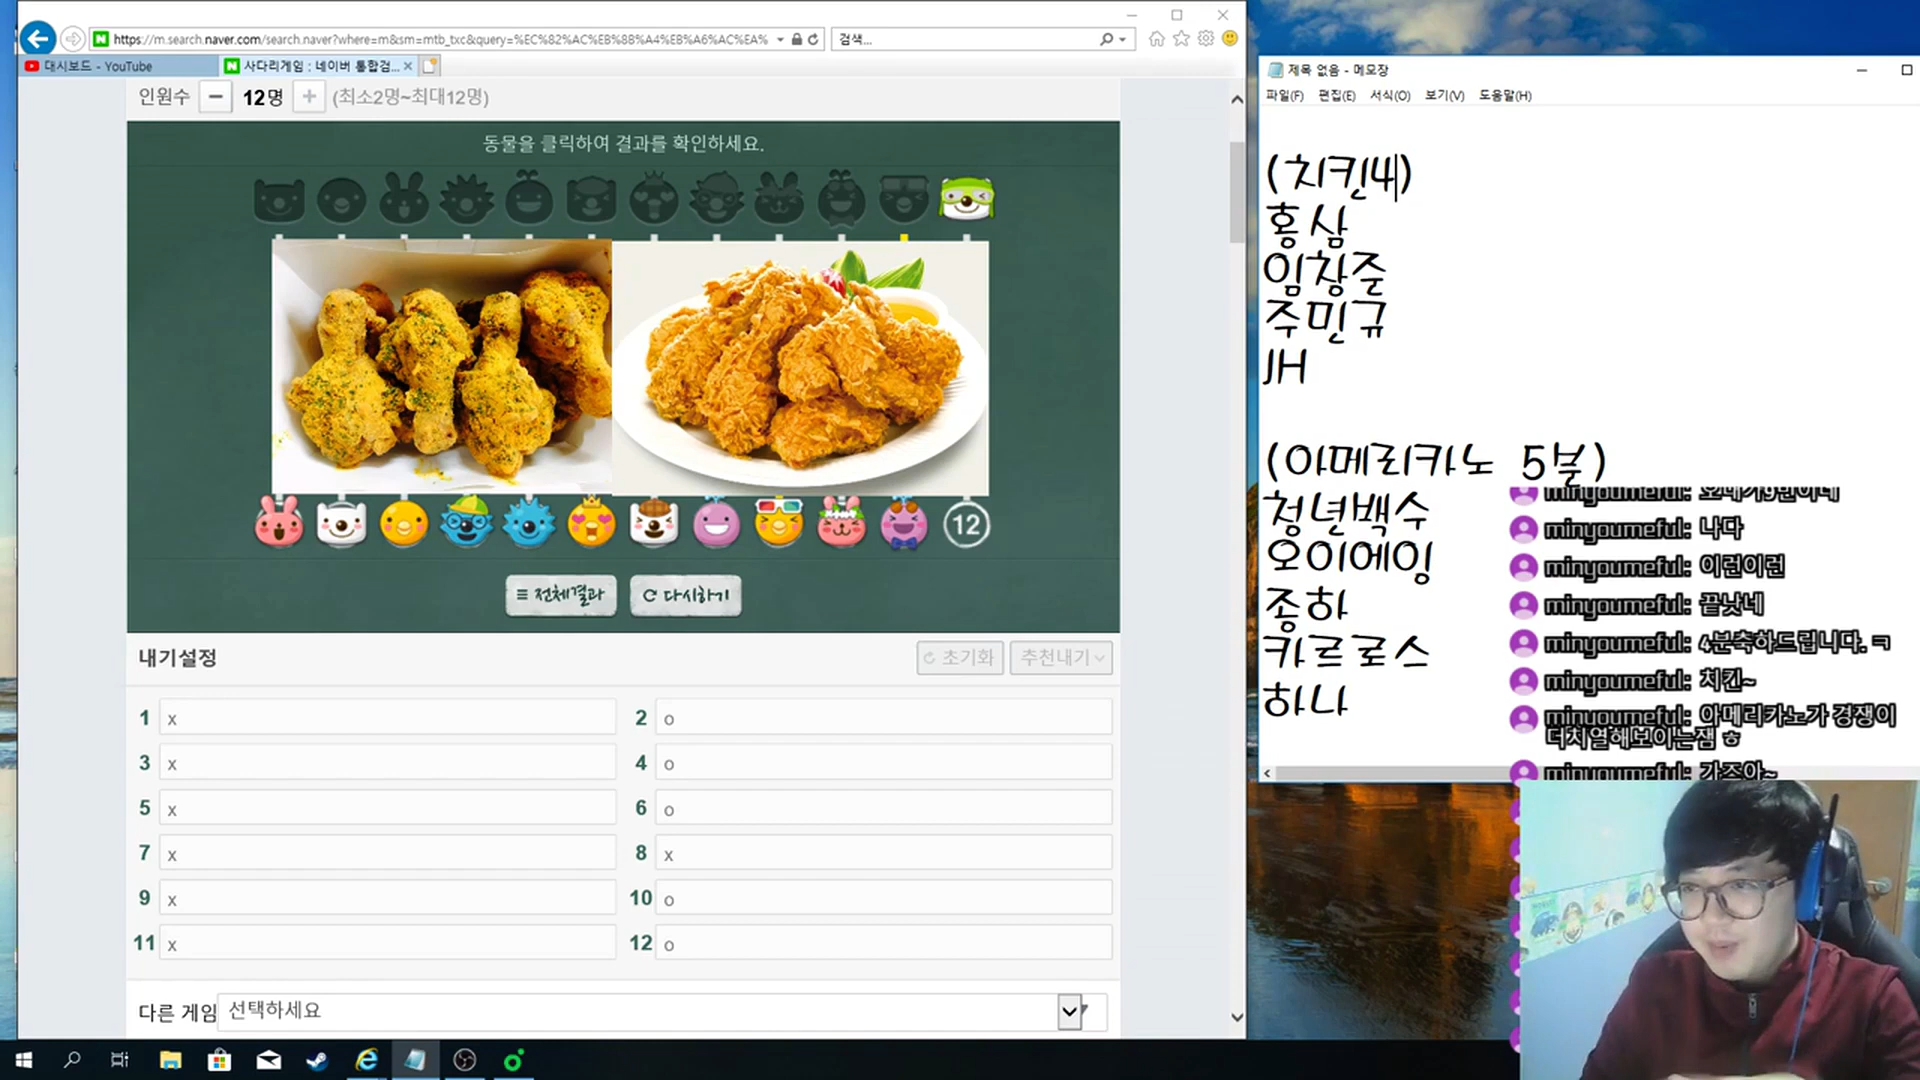 https://m.search.naver.com/search.naver?where=m&sm=mtb_txc&query=%EC%82%AC%EB%8B%A4%EB%A6%AC%EA%
검색...
대시보드 - YouTube
사다리게임 : 네이버 통합검...
인원수
12명
(최소2명~최대12명)
동물을 클릭하여 결과를 확인하세요.
12
전체결과
다시하기
내기설정
초기화
추천내기
1 x
2 o
3 x
4 o
5 x
6 o
7 x
8 x
9 x
10 o
11 x
12 o
다른 게임
선택하세요
제목 없음 - 메모장
파일(F) 편집(E) 서식(O) 보기(V) 도움말(H)
(치킨4)
홍삼
임창준
주민규
JH
(아메리카노 5분)
청년백수
오이에잉
종하
카르로스
하나
minyoumeful: 나다
minyoumeful: 이런이런
minyoumeful: 끝낫네
minyoumeful: 4분축하드립니다. ㅋ
minyoumeful: 치킨~
minyoumeful: 아메리카노가 경쟁이
더치열해보이는잼 ㅎ
minyoumeful: 가즈아~